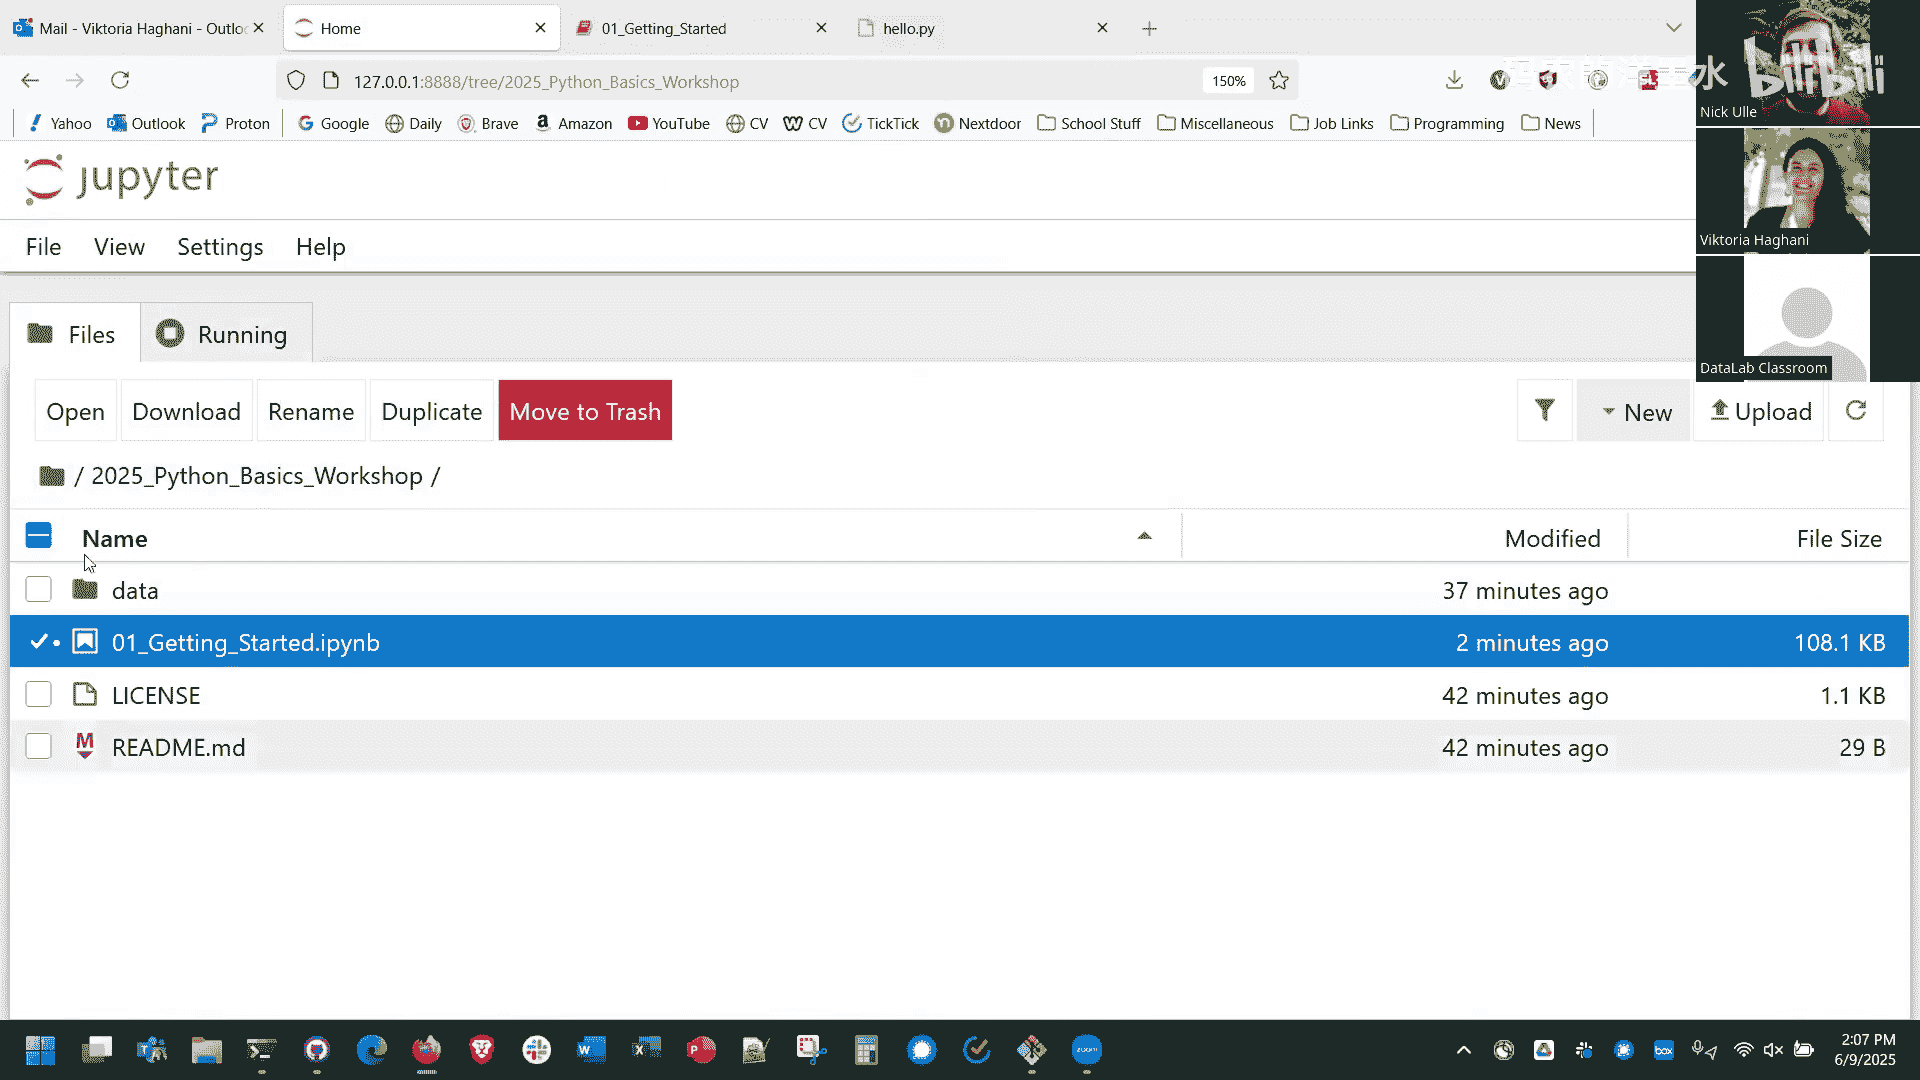 Mail - Viktoria Haghani - Outlo
Home
01_Getting_Started
hello.py
127.0.0.1:8888/tree/2025_Python_Basics_Workshop
150%
Yahoo
Outlook
Proton
Google
Daily
Brave
Amazon
YouTube
CV
CV
TickTick
Nextdoor
School Stuff
Miscellaneous
Job Links
Programming
News
bilibili
Nick Ulle
Viktoria Haghani
DataLab Classroom
jupyter
File View Settings Help
Files
Running
Open
Download
Rename
Duplicate
Move to Trash
New
Upload
/ 2025_Python_Basics_Workshop /
Name Modified File Size
data 37 minutes ago
01_Getting_Started.ipynb 2 minutes ago 108.1 KB
LICENSE 42 minutes ago 1.1 KB
README.md 42 minutes ago 29 B
2:07 PM
6/9/2025